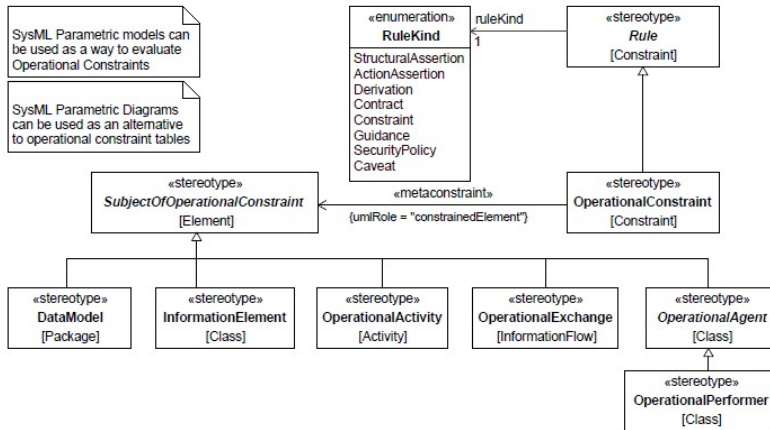 SysML Parametric models can
be used as a way to evaluate
Operational Constraints
SysML Parametric Diagrams
can be used as an alternative
to operational constraint tables
«enumeration»
RuleKind
StructuralAssertion
ActionAssertion
Derivation
Contract
Constraint
Guidance
SecurityPolicy
Caveat
ruleKind
1
«stereotype»
Rule
[Constraint]
«stereotype»
SubjectOfOperationalConstraint
[Element]
«metaconstraint»
{umlRole = "constrainedElement"}
«stereotype»
OperationalConstraint
[Constraint]
«stereotype»
DataModel
[Package]
«stereotype»
InformationElement
[Class]
«stereotype»
OperationalActivity
[Activity]
«stereotype»
OperationalExchange
[InformationFlow]
«stereotype»
OperationalAgent
[Class]
«stereotype»
OperationalPerformer
[Class]